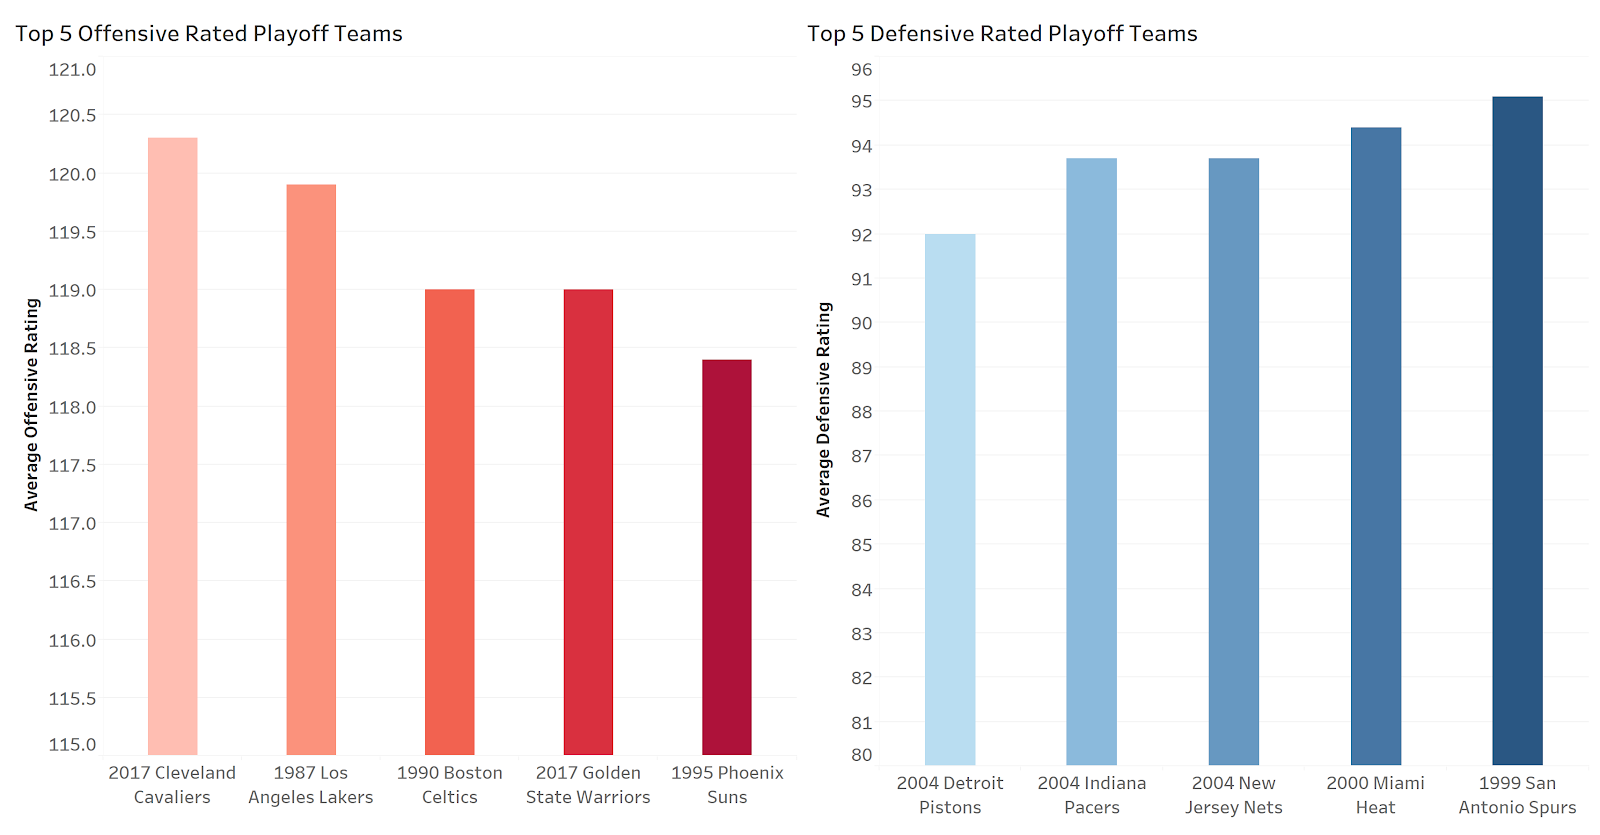 Top 5 Offensive Rated Playoff Teams
121.0
120.5
120.0
119.5
119.0
118.5
118.0
117.5
117.0
116.5
116.0
115.5
115.0
Average Offensive Rating
2017 Cleveland
Cavaliers
1987 Los
Angeles Lakers
1990 Boston
Celtics
2017 Golden
State Warriors
1995 Phoenix
Suns
Top 5 Defensive Rated Playoff Teams
96
95
94
93
92
91
90
89
88
87
86
85
84
83
82
81
80
Average Defensive Rating
2004 Detroit
Pistons
2004 Indiana
Pacers
2004 New
Jersey Nets
2000 Miami
Heat
1999 San
Antonio Spurs